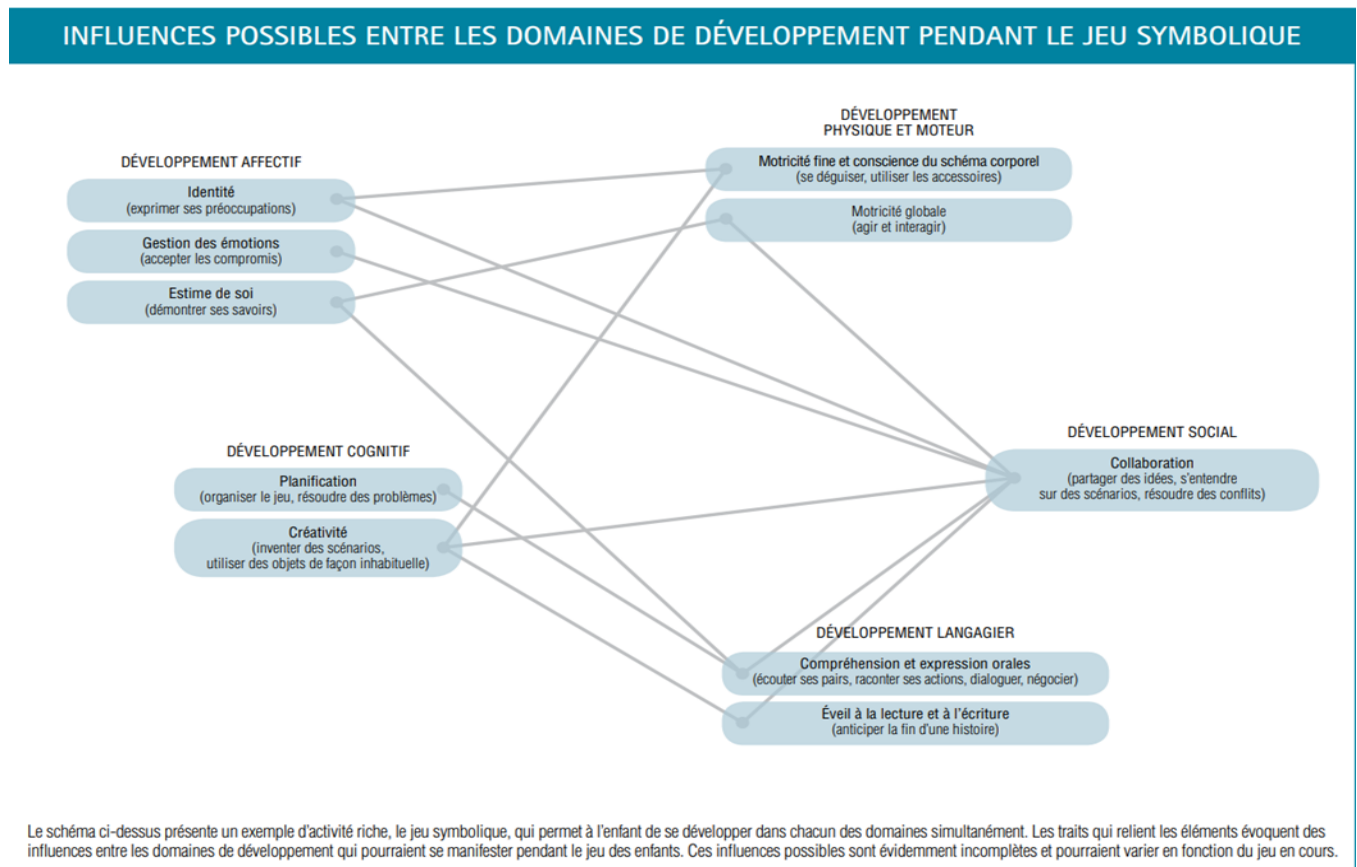 INFLUENCES POSSIBLES ENTRE LES DOMAINES DE DÉVELOPPEMENT PENDANT LE JEU SYMBOLIQUE
DÉVELOPPEMENT AFFECTIF
Identité
(exprimer ses préoccupations)
Gestion des émotions
(accepter les compromis)
Estime de soi
(démontrer ses savoirs)
DÉVELOPPEMENT
PHYSIQUE ET MOTEUR
Motricité fine et conscience du schéma corporel
(se déguiser, utiliser les accessoires)
Motricité globale
(agir et interagir)
DÉVELOPPEMENT COGNITIF
Planification
(organiser le jeu, résoudre des problèmes)
Créativité
(inventer des scénarios,
utiliser des objets de façon inhabituelle)
DÉVELOPPEMENT SOCIAL
Collaboration
(partager des idées, s'entendre
sur des scénarios, résoudre des conflits)
DÉVELOPPEMENT LANGAGIER
Compréhension et expression orales
(écouter ses pairs, raconter ses actions, dialoguer, négocier)
Éveil à la lecture et à l'écriture
(anticiper la fin d'une histoire)
Le schéma ci-dessus présente un exemple d'activité riche, le jeu symbolique, qui permet à l'enfant de se développer dans chacun des domaines simultanément. Les traits qui relient les éléments évoquent des
influences entre les domaines de développement qui pourraient se manifester pendant le jeu des enfants. Ces influences possibles sont évidemment incomplètes et pourraient varier en fonction du jeu en cours.